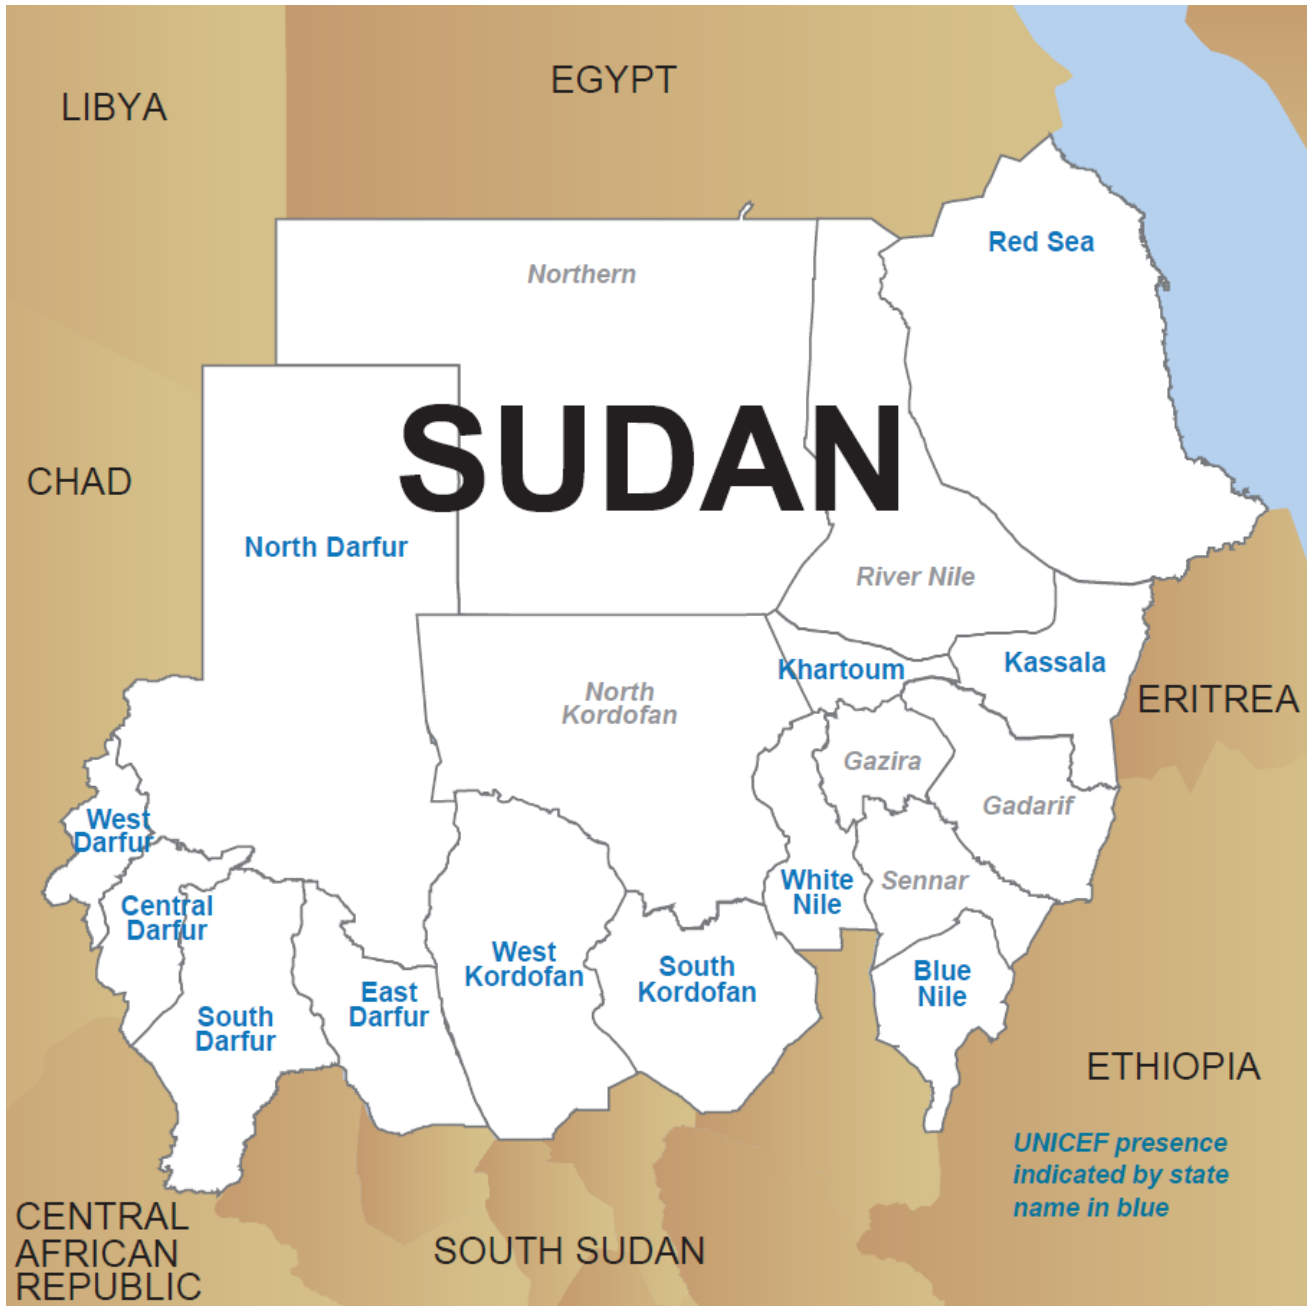 LIBYA
EGYPT
Red Sea
Northern
SUDAN
CHAD
North Darfur
River Nile
Khartoum
Kassala
North
Kordofan
ERITREA
Gazira
Gadarif
West
Darfur
White
Nile
Sennar
Central
Darfur
West
Kordofan
South
Kordofan
Blue
Nile
East
Darfur
South
Darfur
ETHIOPIA
UNICEF presence
indicated by state
name in blue
CENTRAL
AFRICAN
REPUBLIC
SOUTH SUDAN